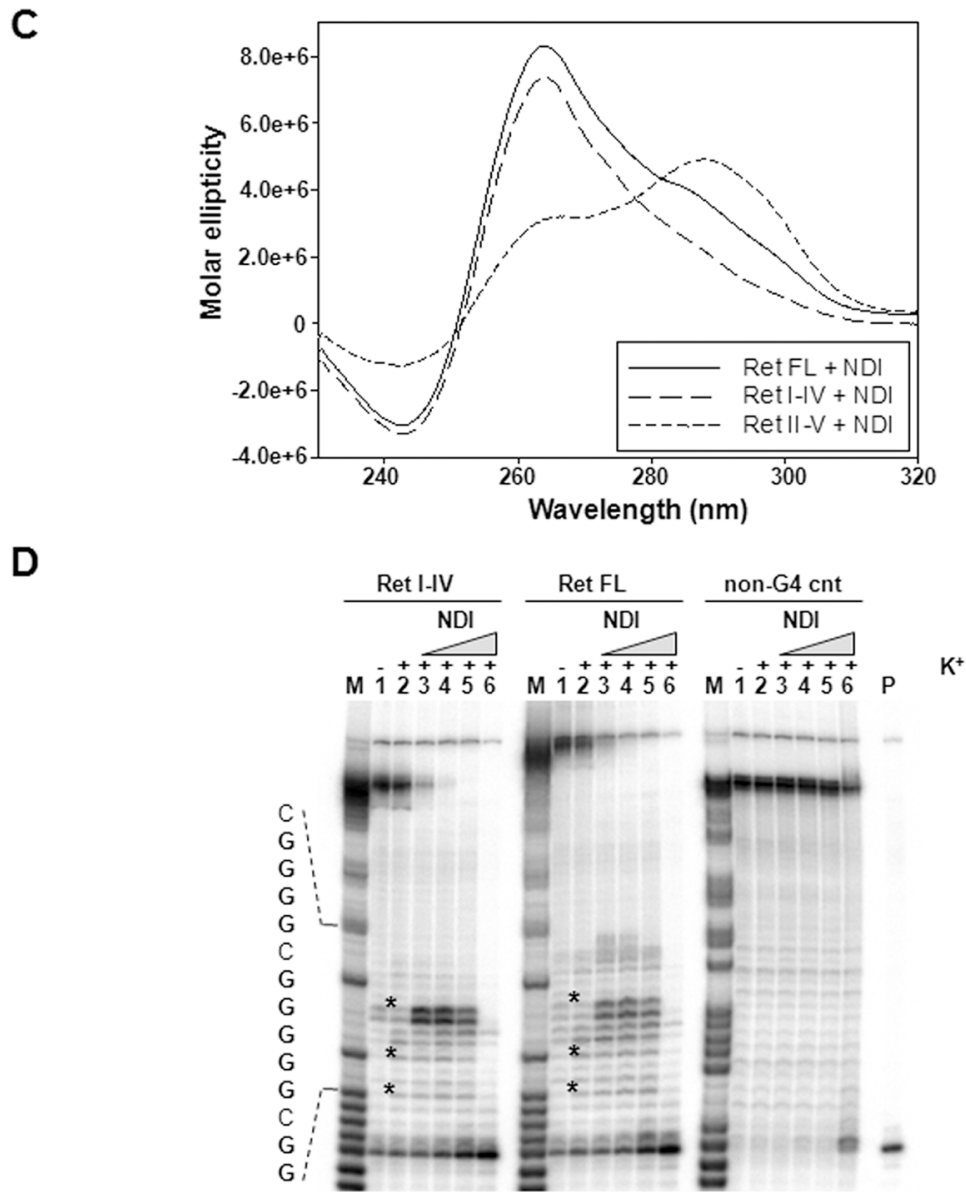 C
8.0e+6
6.0e+6
4.0e+6
2.0e+6
0
-2.0e+6
-4.0e+6
Molar ellipticity
Ret FL + NDI
Ret I-IV + NDI
Ret II-V + NDI
240 260 280 300 320
Wavelength (nm)
D
Ret I-IV Ret FL non-G4 cnt
NDI NDI NDI
- + + + + + - + + + + + - + + + + + K+
M 1 2 3 4 5 6 M 1 2 3 4 5 6 M 1 2 3 4 5 6 P
C
G
G
G
G
C
G
G
G
G
G
C
G
G
*
*
*
*
*
*